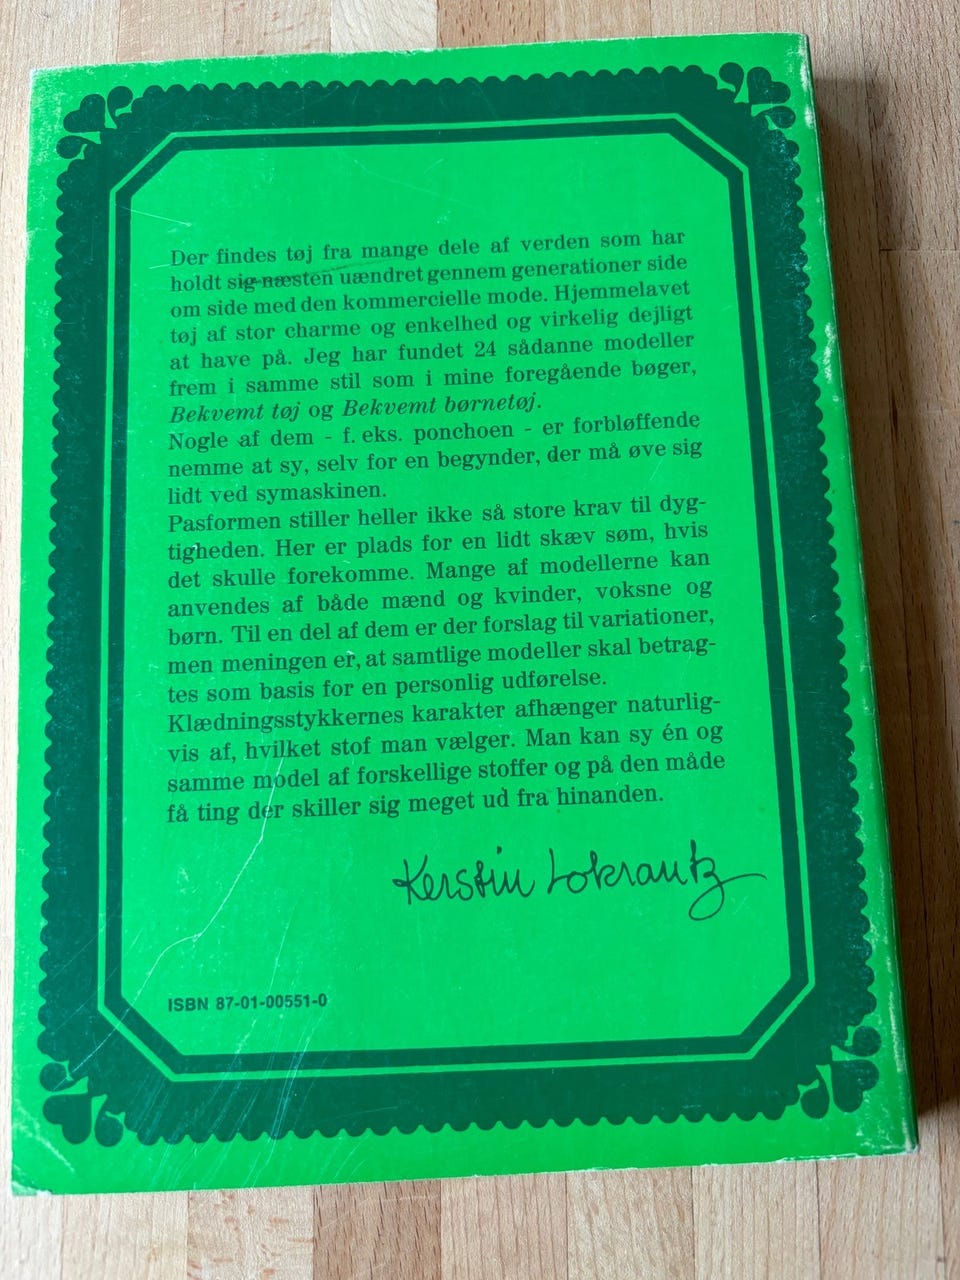 Der findes tøj fra mange dele af verden som har
holdt sig næsten uændret gennem generationer side
om side med den kommercielle mode. Hjemmelavet
tøj af stor charme og enkelhed og virkelig dejligt
at have på. Jeg har fundet 24 sådanne modeller
frem i samme stil som i mine foregående bøger,
Bekvemt tøj og Bekvemt børnetøj.
Nogle af dem - f. eks. ponchoen - er forbløffende
nemme at sy, selv for en begynder, der må øve sig
lidt ved symaskinen.
Pasformen stiller heller ikke så store krav til dyg-
tigheden. Her er plads for en lidt skæv søm, hvis
det skulle forekomme. Mange af modellerne kan
anvendes af både mænd og kvinder, voksne og
børn. Til en del af dem er der forslag til variationer,
men meningen er, at samtlige modeller skal betrag-
tes som basis for en personlig udførelse.
Klædningsstykkernes karakter afhænger naturlig-
vis af, hvilket stof man vælger. Man kan sy én og
samme model af forskellige stoffer og på den måde
få ting der skiller sig meget ud fra hinanden.
Kerstin Lokrantz
ISBN 87-01-00551-0